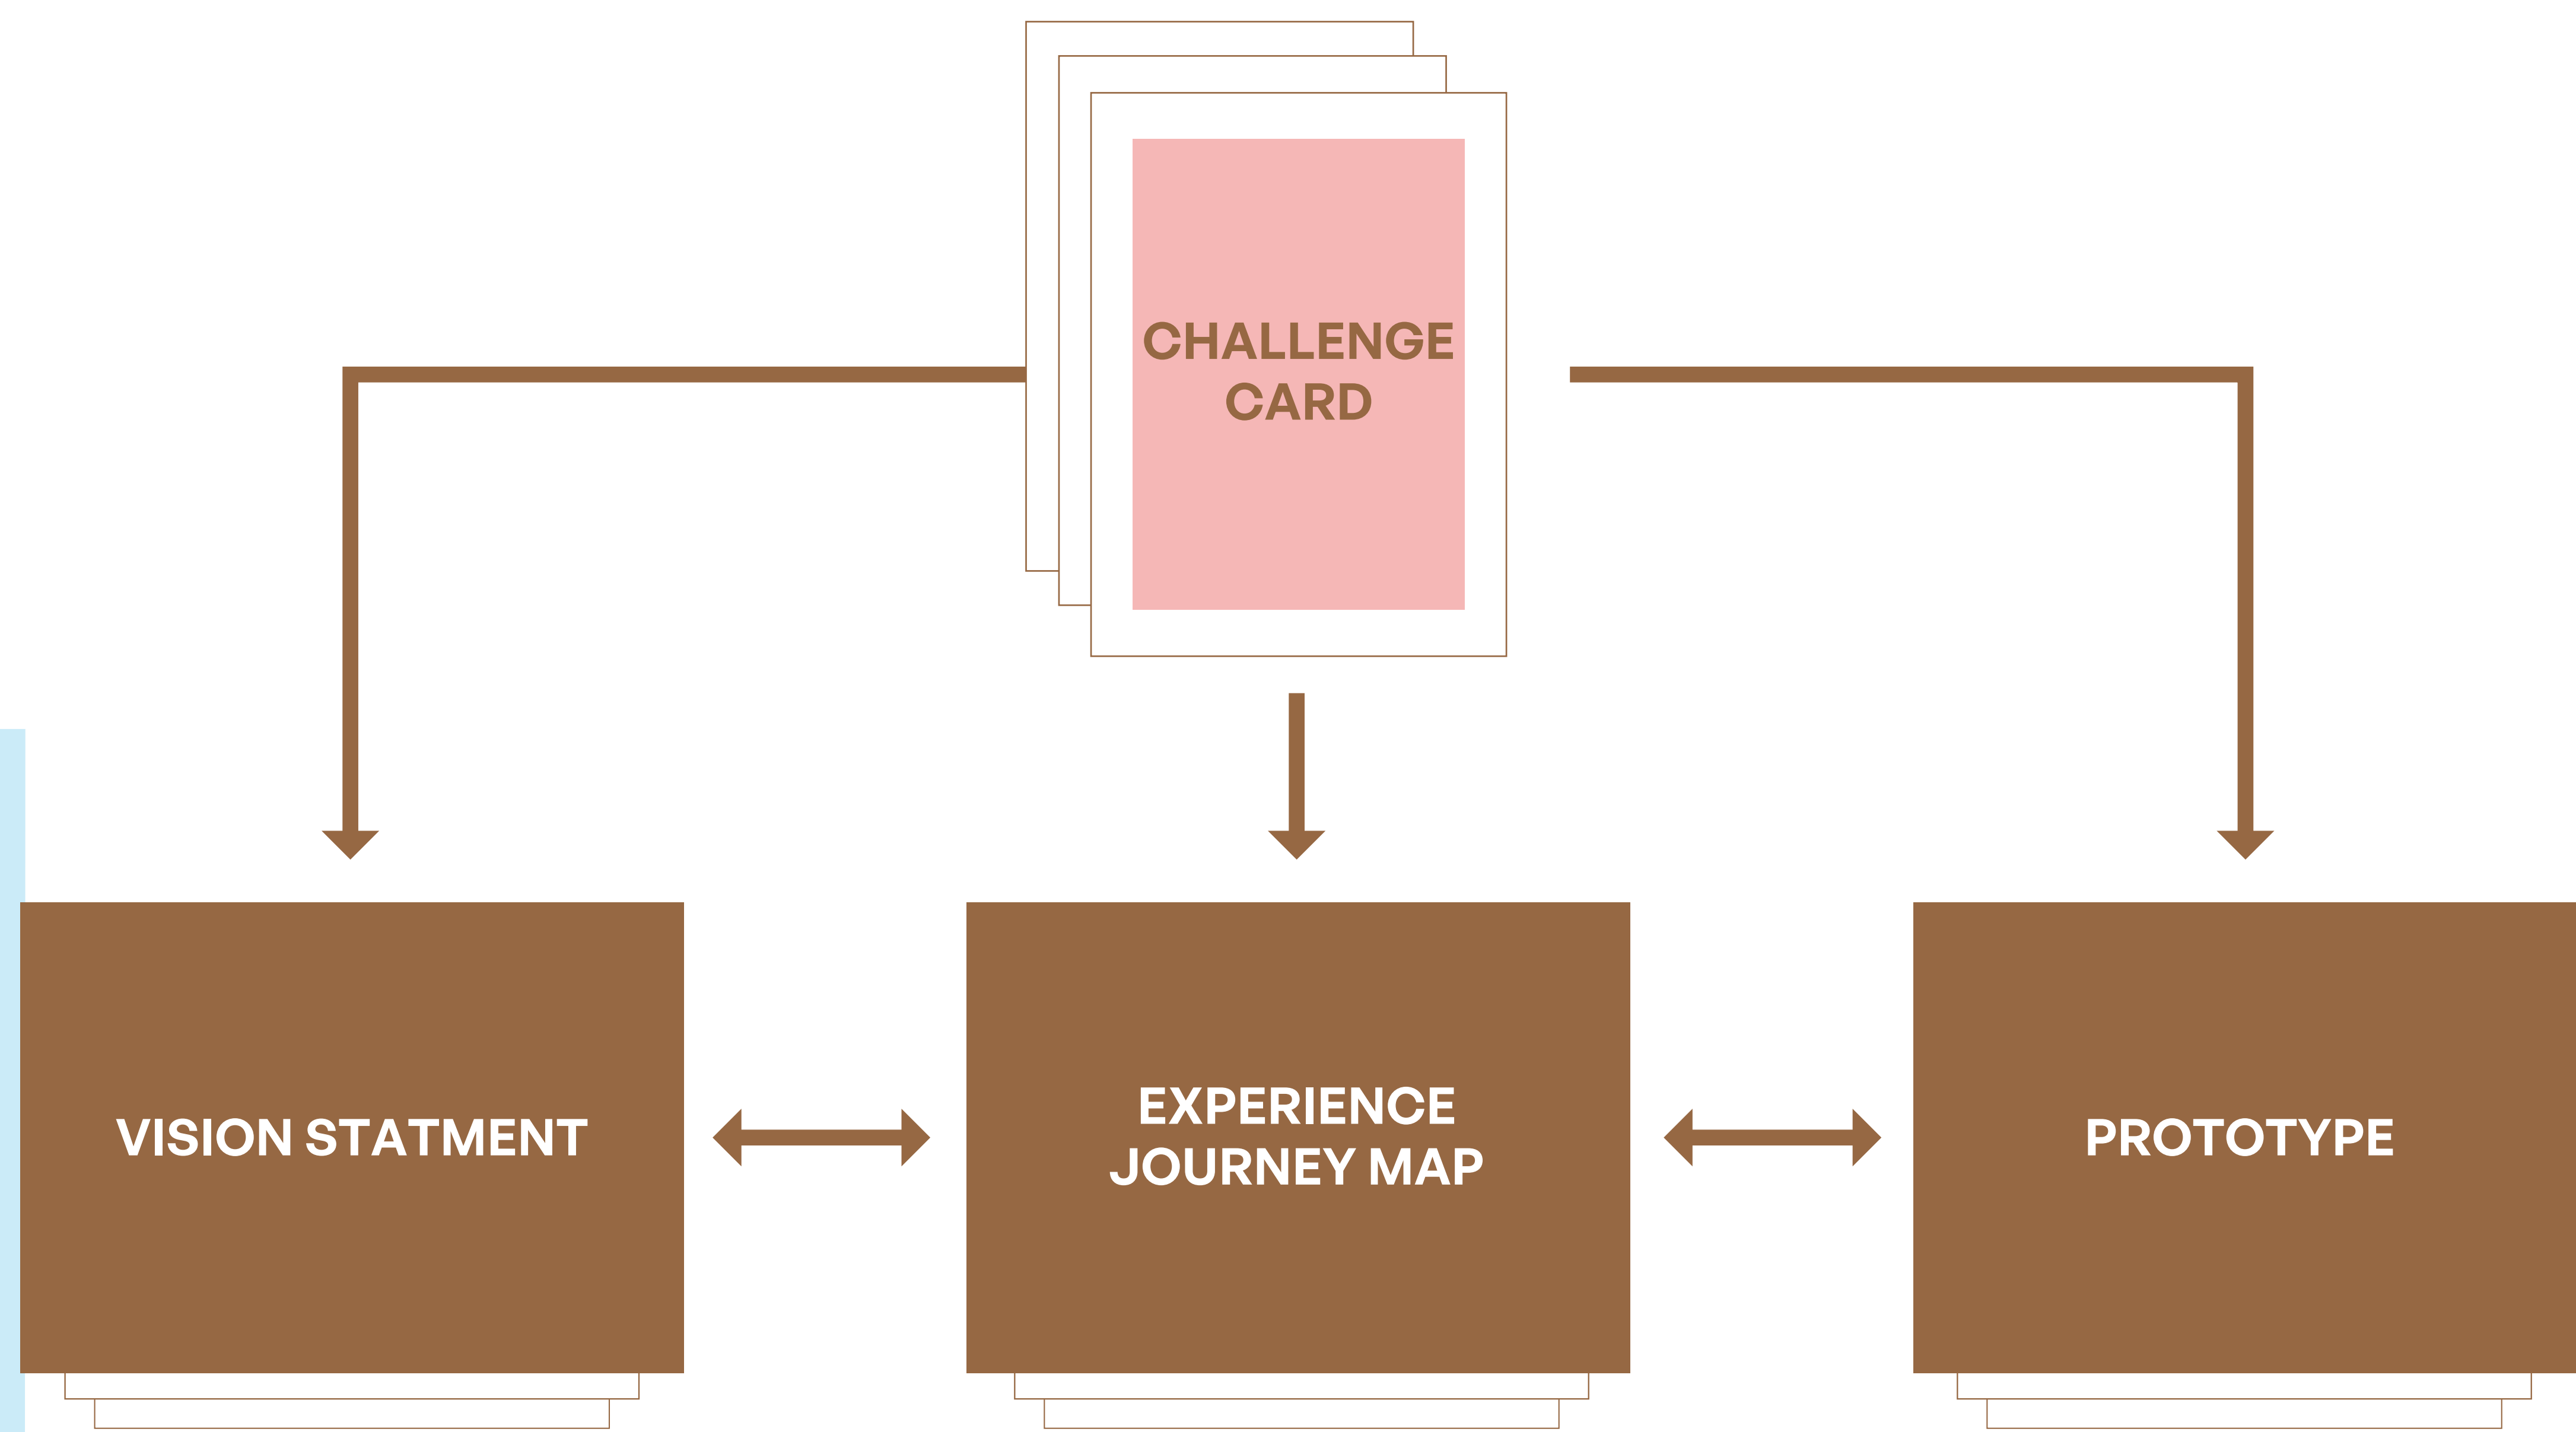 CHALLENGE
CARD
VISION STATMENT
EXPERIENCE
JOURNEY MAP
PROTOTYPE